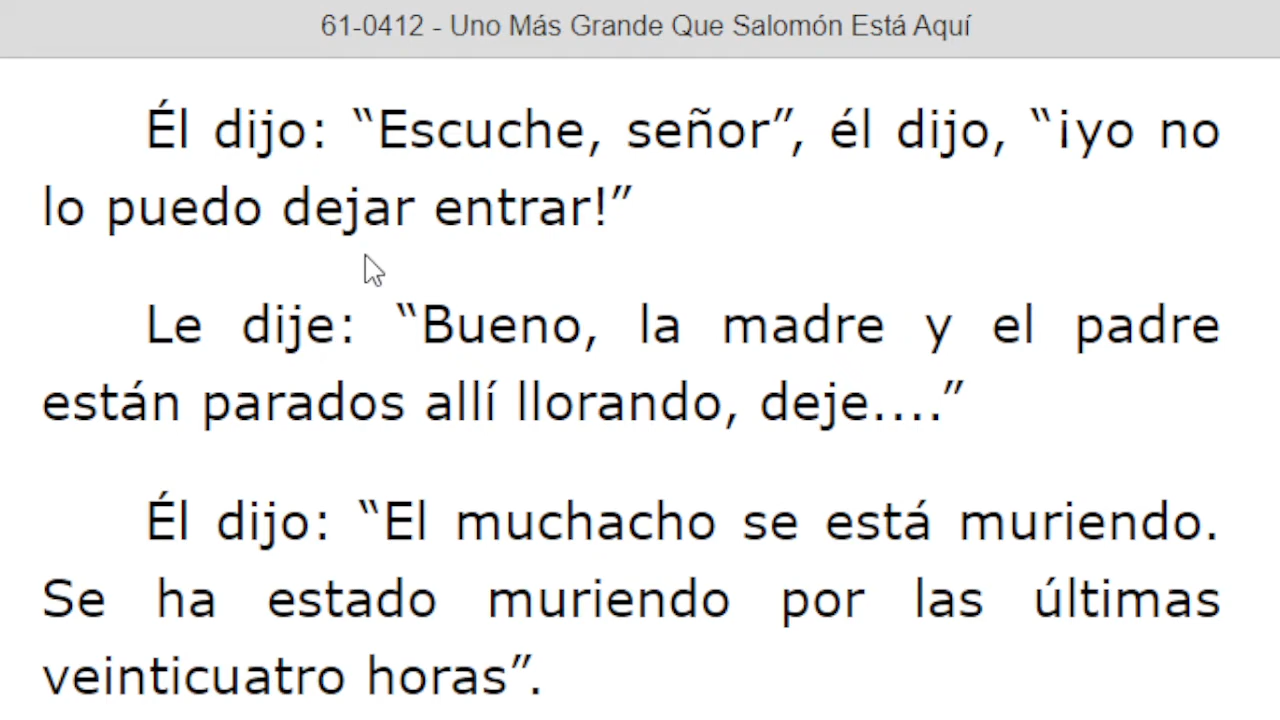 61-0412 - Uno Más Grande Que Salomón Está Aquí
Él dijo: “Escuche, señor”, él dijo, “¡yo no
lo puedo dejar entrar!”
Le dije: “Bueno, la madre y el padre
están parados allí llorando, deje....”
Él dijo: “El muchacho se está muriendo.
Se ha estado muriendo por las últimas
veinticuatro horas”.